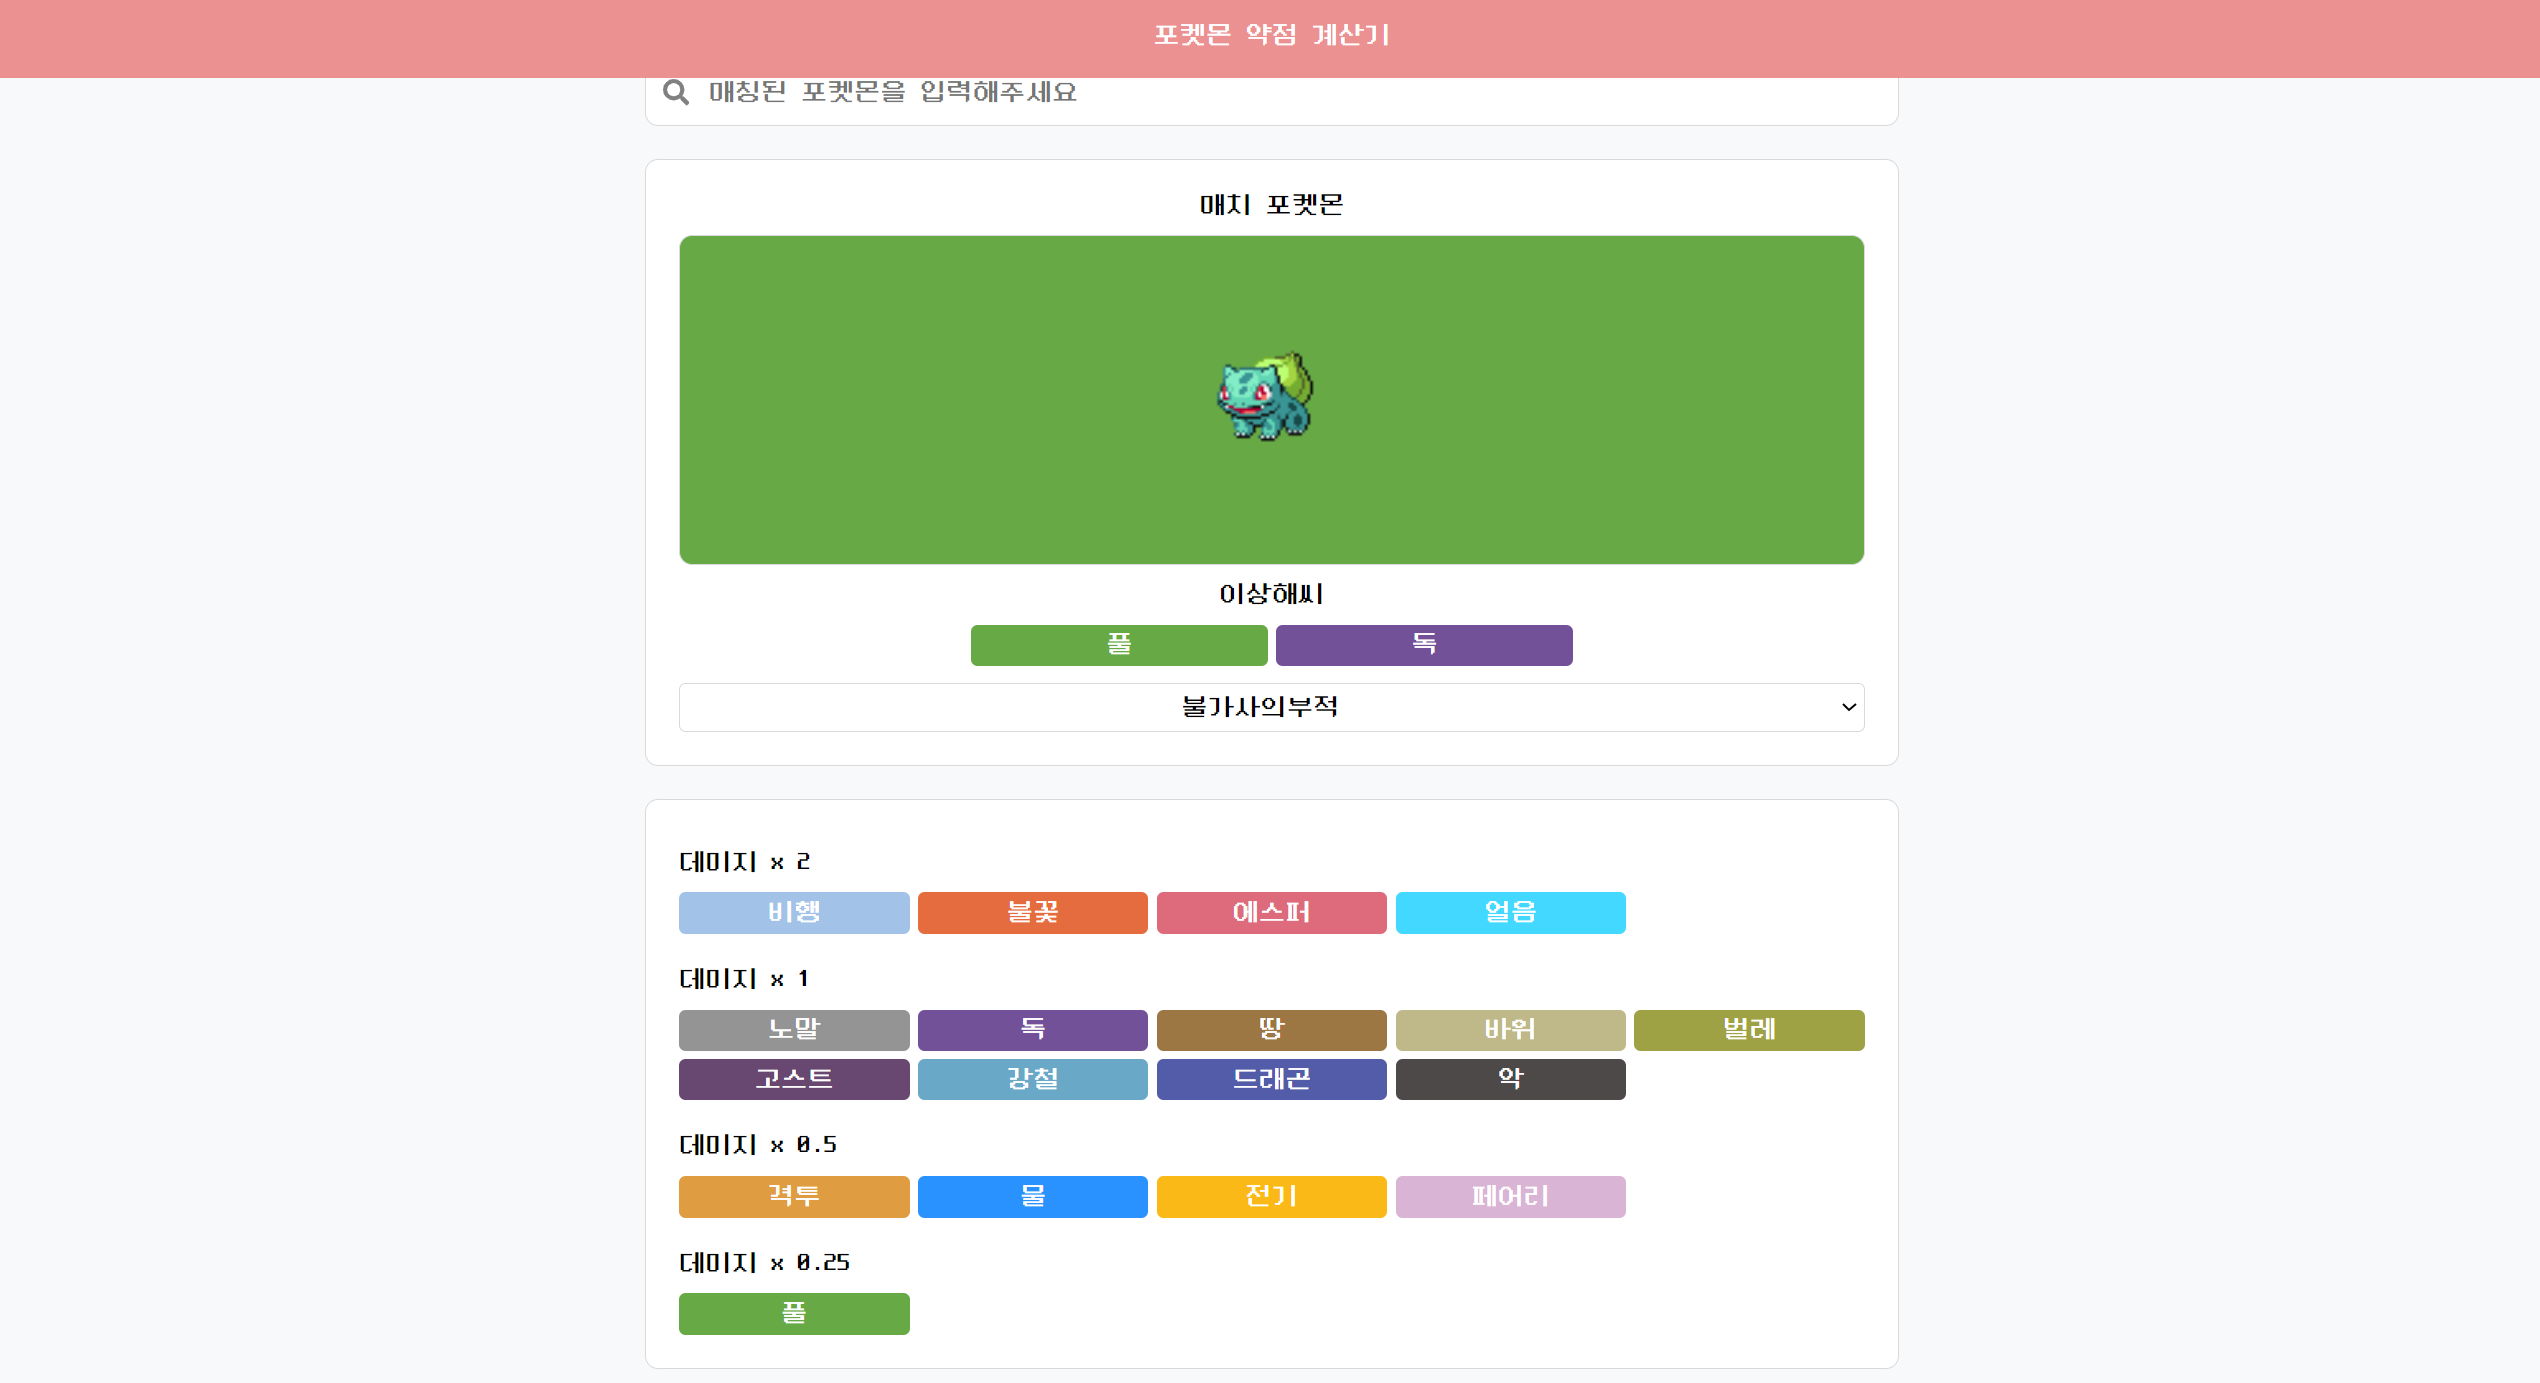 포켓몬 약점 계산기
매칭된 포켓몬을 입력해주세요
매치 포켓몬
이상해씨
풀 독
불가사의부적
데미지 x 2
비행 불꽃 에스퍼 얼음
데미지 x 1
노말 독 땅 바위 벌레
고스트 강철 드래곤 악
데미지 x 0.5
격투 물 전기 페어리
데미지 x 0.25
풀